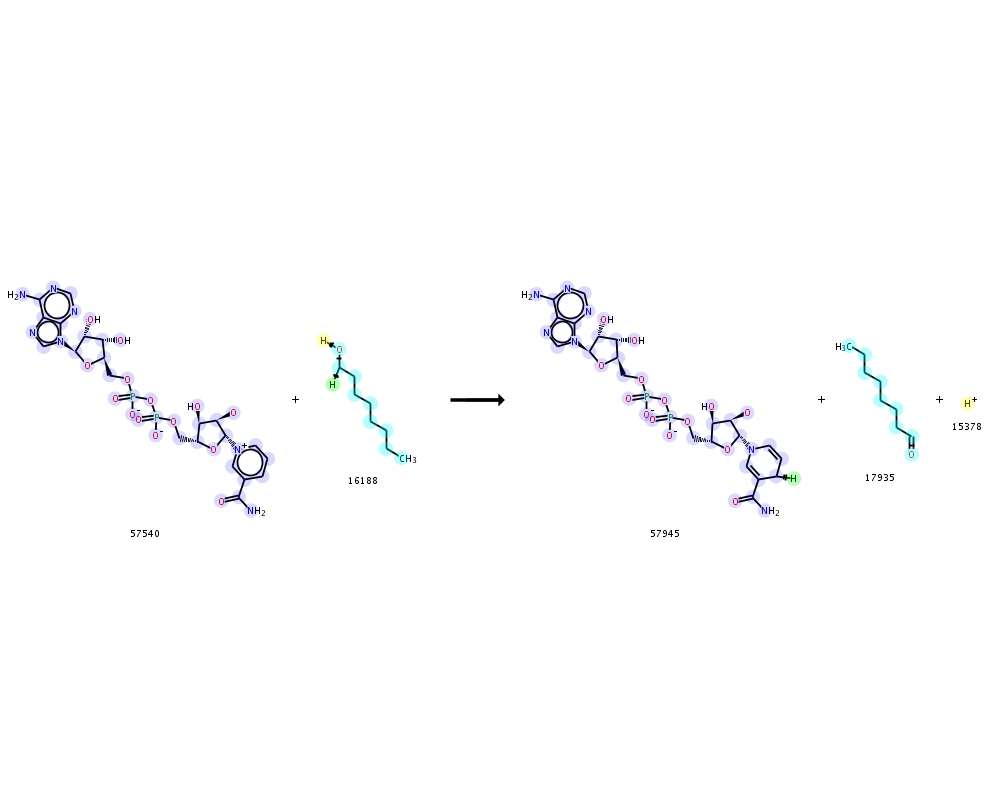 H₂N N N N N N O OH OH O P O O⁻ O O P O⁻ O HO O O N⁺ O NH₂
57540
+
H O H CH₃
16188
H₂N N N N N N O OH OH O P O O⁻ O O P O⁻ O HO O O N H O NH₂
57945
+
H₃C O
17935
+
H⁺
15378